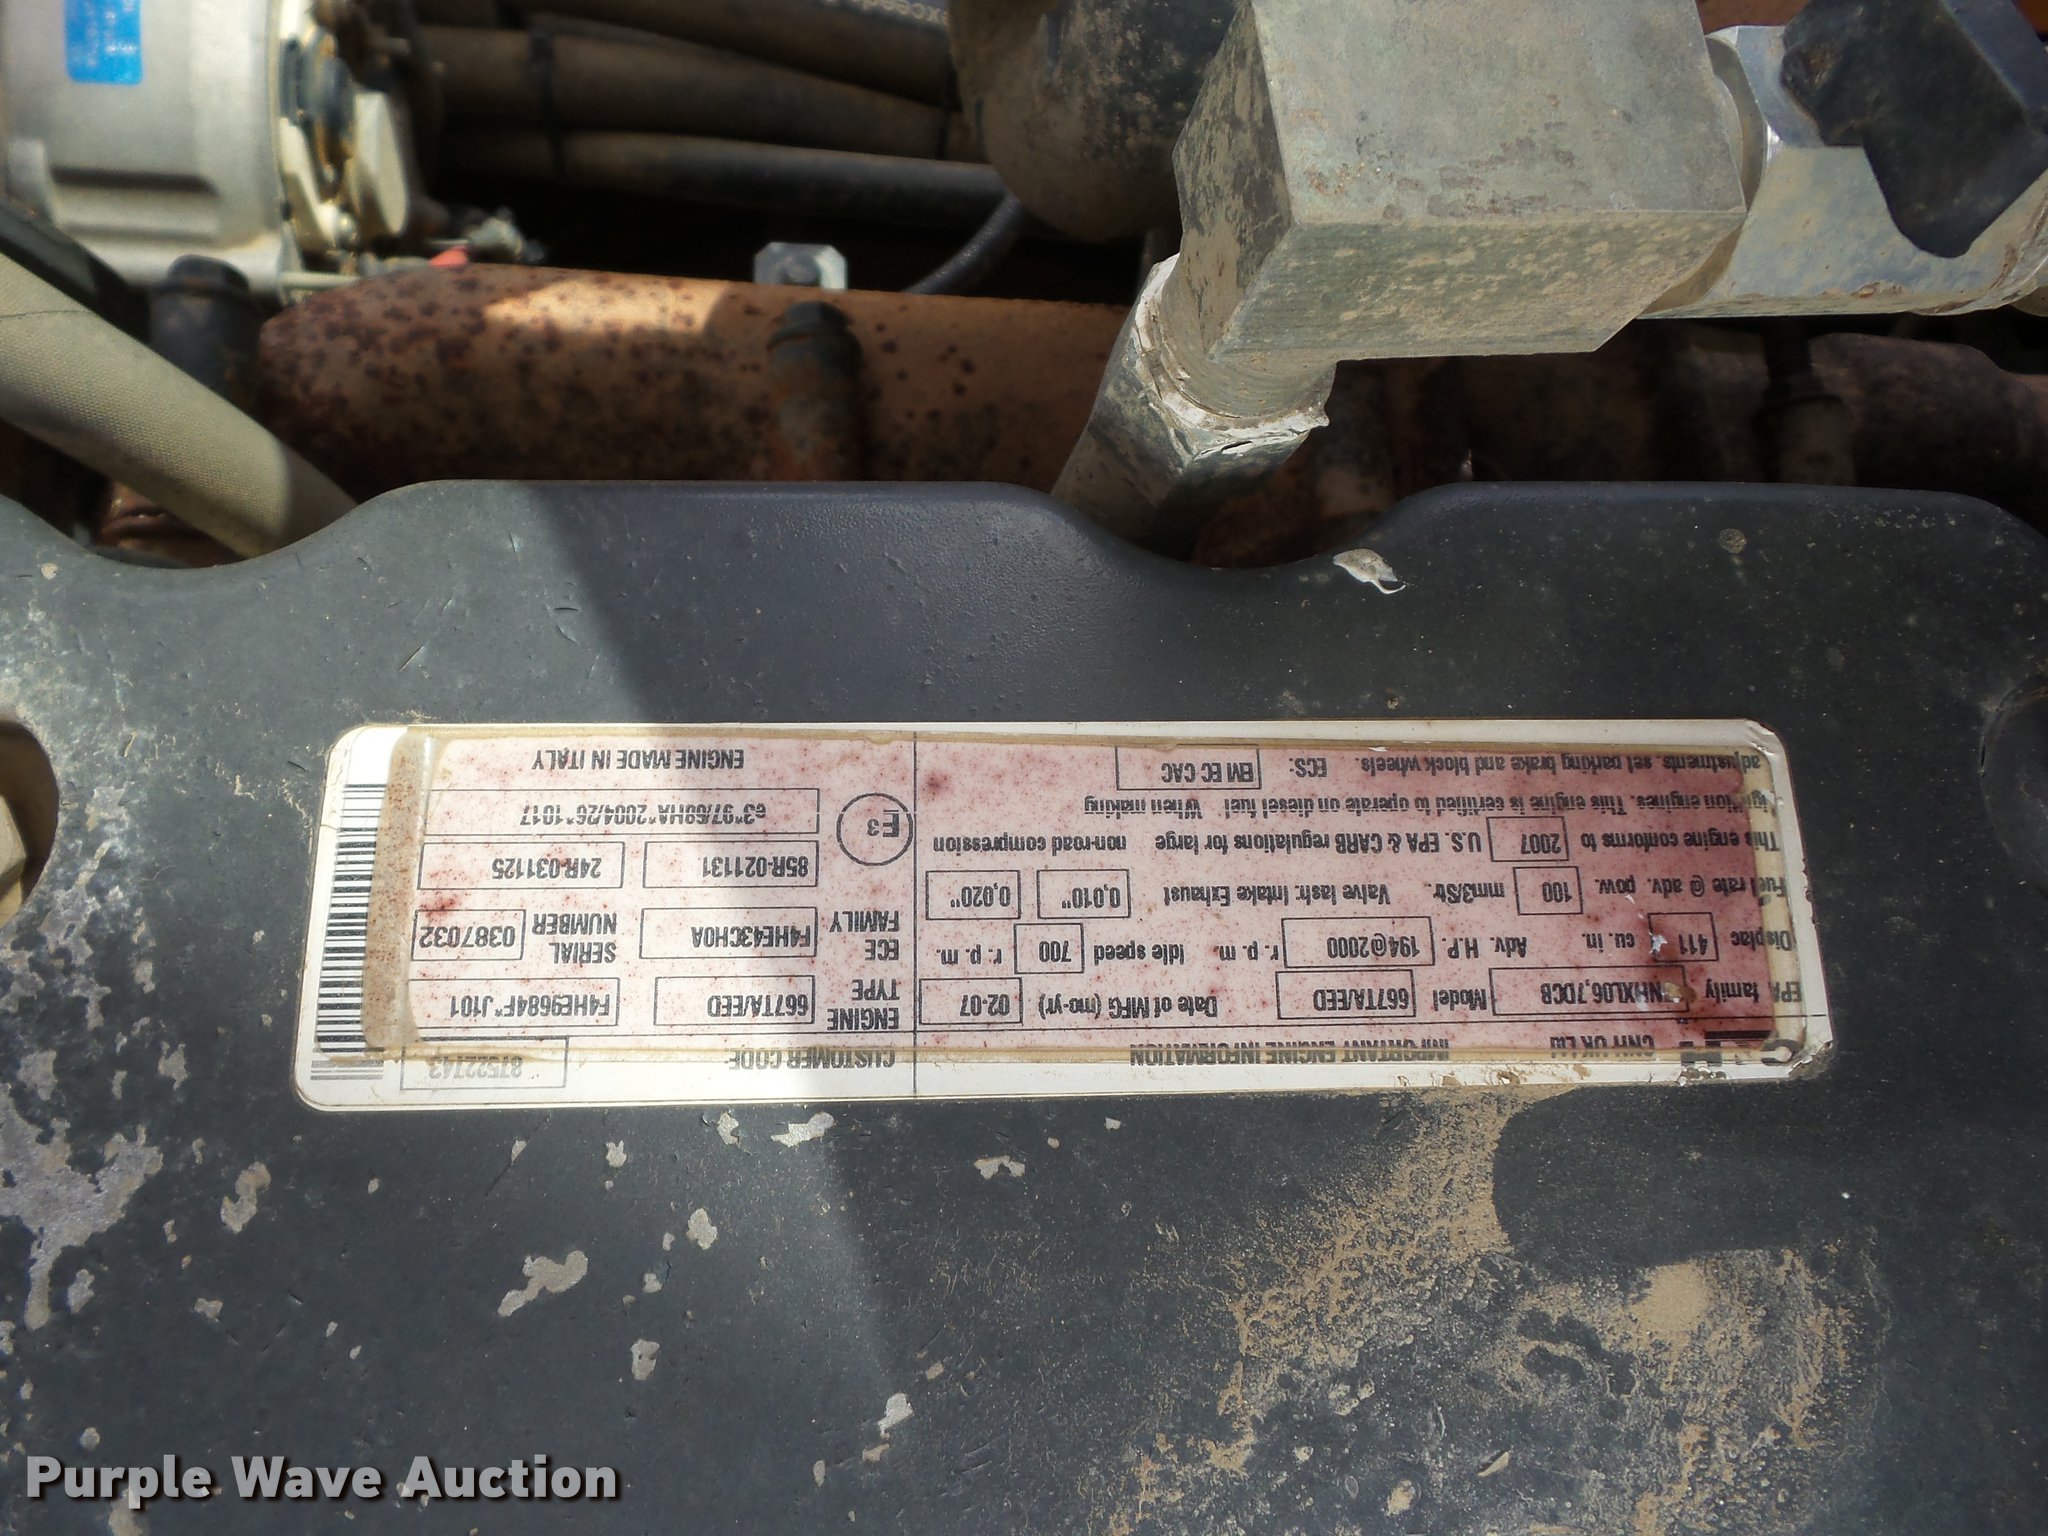 CNH UK Ltd IMPORTANT ENGINE INFORMATION
EPA family NHXL06,7DCB Model 667TA/EED Date of MFG (mo-yr) 02-07
Displac 411 cu. in. Adv. H.P. 194@2000 r. p. m. Idle speed 700 r. p. m.
Fuel rate @ adv. pow. 100 mm3/Str. Valve lash: Intake Exhaust 0,010" 0,020"
This engine conforms to 2007 U.S. EPA & CARB regulations for large non-road compression
ignition engines. This engine is certified to operate on diesel fuel When making
adjustments, set parking brake and block wheels. ECS: EM EC CAC
CUSTOMER CODE: 87522743
ENGINE TYPE 667TA/EED F4HE9684F*J101
ECE FAMILY F4HE43CH0A SERIAL NUMBER 0387032
E3 85R-021131 24R-031125
e3*97/68HA*2004/26*1017
ENGINE MADE IN ITALY
Purple Wave Auction